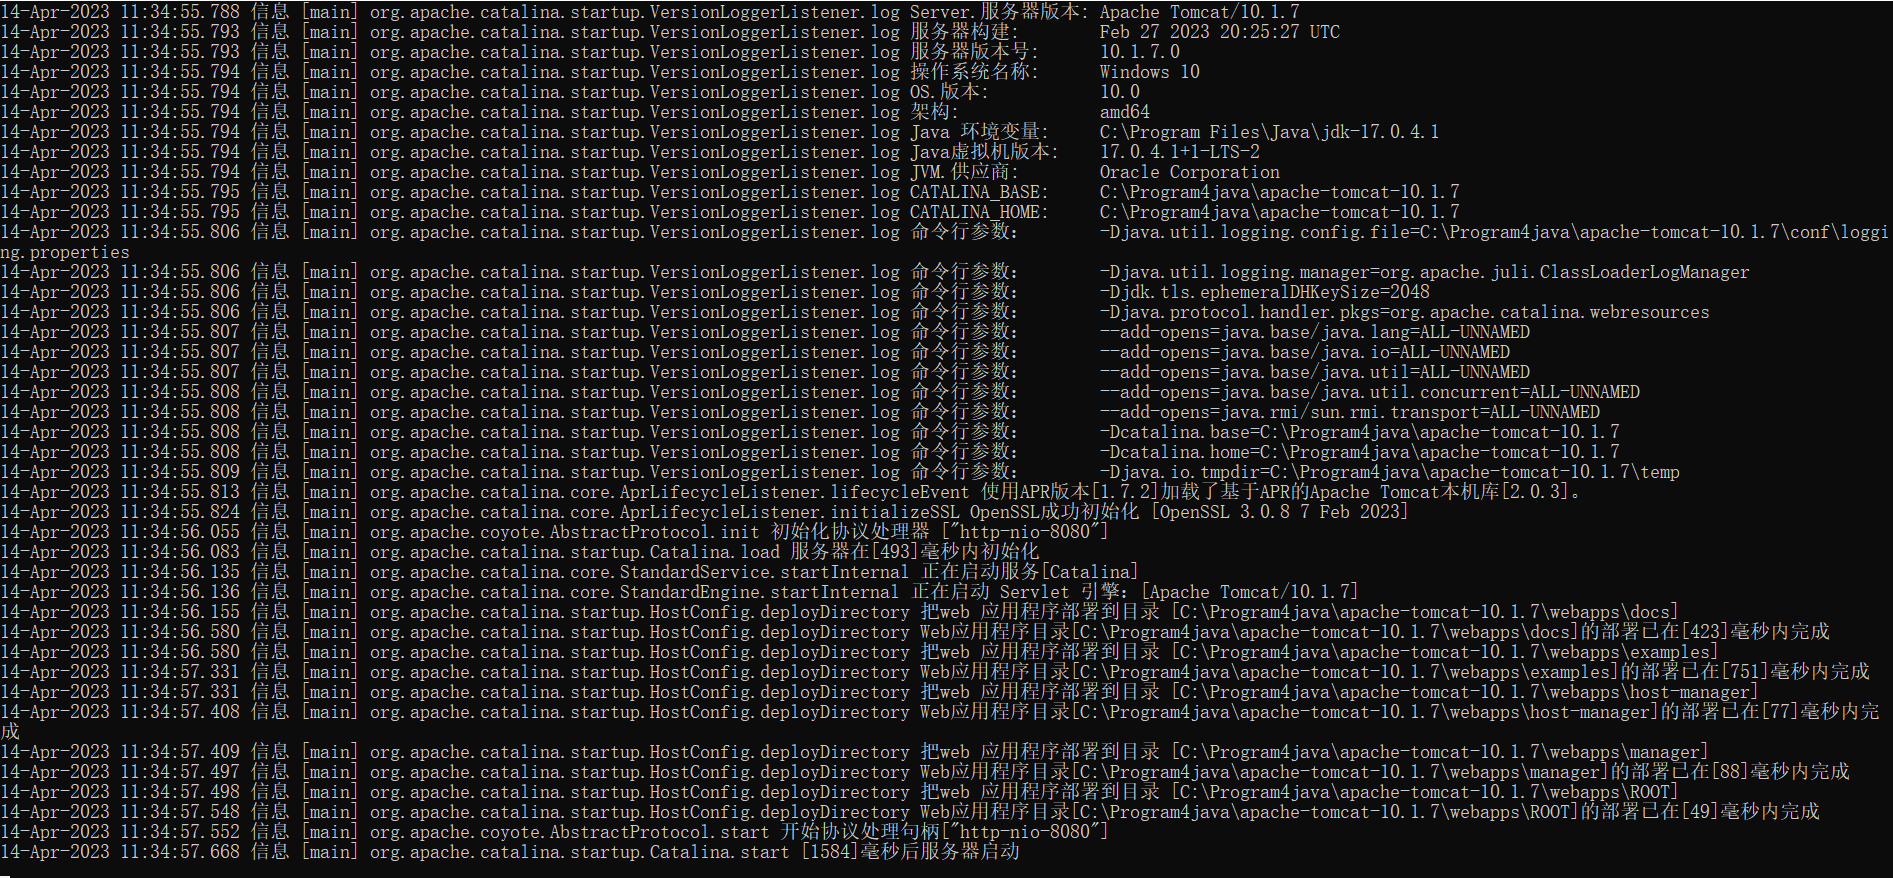 14-Apr-2023 11:34:55.788 信息 [main] org.apache.catalina.startup.VersionLoggerListener.log Server.服务器版本: Apache Tomcat/10.1.7
14-Apr-2023 11:34:55.793 信息 [main] org.apache.catalina.startup.VersionLoggerListener.log 服务器构建:        Feb 27 2023 20:25:27 UTC
14-Apr-2023 11:34:55.793 信息 [main] org.apache.catalina.startup.VersionLoggerListener.log 服务器版本号:      10.1.7.0
14-Apr-2023 11:34:55.794 信息 [main] org.apache.catalina.startup.VersionLoggerListener.log 操作系统名称:      Windows 10
14-Apr-2023 11:34:55.794 信息 [main] org.apache.catalina.startup.VersionLoggerListener.log OS.版本:           10.0
14-Apr-2023 11:34:55.794 信息 [main] org.apache.catalina.startup.VersionLoggerListener.log 架构:              amd64
14-Apr-2023 11:34:55.794 信息 [main] org.apache.catalina.startup.VersionLoggerListener.log Java 环境变量:     C:\Program Files\Java\jdk-17.0.4.1
14-Apr-2023 11:34:55.794 信息 [main] org.apache.catalina.startup.VersionLoggerListener.log Java虚拟机版本:    17.0.4.1+1-LTS-2
14-Apr-2023 11:34:55.794 信息 [main] org.apache.catalina.startup.VersionLoggerListener.log JVM.供应商:        Oracle Corporation
14-Apr-2023 11:34:55.795 信息 [main] org.apache.catalina.startup.VersionLoggerListener.log CATALINA_BASE:     C:\Program4java\apache-tomcat-10.1.7
14-Apr-2023 11:34:55.795 信息 [main] org.apache.catalina.startup.VersionLoggerListener.log CATALINA_HOME:     C:\Program4java\apache-tomcat-10.1.7
14-Apr-2023 11:34:55.806 信息 [main] org.apache.catalina.startup.VersionLoggerListener.log 命令行参数：       -Djava.util.logging.config.file=C:\Program4java\apache-tomcat-10.1.7\conf\loggi
ng.properties
14-Apr-2023 11:34:55.806 信息 [main] org.apache.catalina.startup.VersionLoggerListener.log 命令行参数：       -Djava.util.logging.manager=org.apache.juli.ClassLoaderLogManager
14-Apr-2023 11:34:55.806 信息 [main] org.apache.catalina.startup.VersionLoggerListener.log 命令行参数：       -Djdk.tls.ephemeralDHKeySize=2048
14-Apr-2023 11:34:55.806 信息 [main] org.apache.catalina.startup.VersionLoggerListener.log 命令行参数：       -Djava.protocol.handler.pkgs=org.apache.catalina.webresources
14-Apr-2023 11:34:55.807 信息 [main] org.apache.catalina.startup.VersionLoggerListener.log 命令行参数：       --add-opens=java.base/java.lang=ALL-UNNAMED
14-Apr-2023 11:34:55.807 信息 [main] org.apache.catalina.startup.VersionLoggerListener.log 命令行参数：       --add-opens=java.base/java.io=ALL-UNNAMED
14-Apr-2023 11:34:55.807 信息 [main] org.apache.catalina.startup.VersionLoggerListener.log 命令行参数：       --add-opens=java.base/java.util=ALL-UNNAMED
14-Apr-2023 11:34:55.808 信息 [main] org.apache.catalina.startup.VersionLoggerListener.log 命令行参数：       --add-opens=java.base/java.util.concurrent=ALL-UNNAMED
14-Apr-2023 11:34:55.808 信息 [main] org.apache.catalina.startup.VersionLoggerListener.log 命令行参数：       --add-opens=java.rmi/sun.rmi.transport=ALL-UNNAMED
14-Apr-2023 11:34:55.808 信息 [main] org.apache.catalina.startup.VersionLoggerListener.log 命令行参数：       -Dcatalina.base=C:\Program4java\apache-tomcat-10.1.7
14-Apr-2023 11:34:55.808 信息 [main] org.apache.catalina.startup.VersionLoggerListener.log 命令行参数：       -Dcatalina.home=C:\Program4java\apache-tomcat-10.1.7
14-Apr-2023 11:34:55.809 信息 [main] org.apache.catalina.startup.VersionLoggerListener.log 命令行参数：       -Djava.io.tmpdir=C:\Program4java\apache-tomcat-10.1.7\temp
14-Apr-2023 11:34:55.813 信息 [main] org.apache.catalina.core.AprLifecycleListener.lifecycleEvent 使用APR版本[1.7.2]加载了基于APR的Apache Tomcat本机库[2.0.3]。
14-Apr-2023 11:34:55.824 信息 [main] org.apache.catalina.core.AprLifecycleListener.initializeSSL OpenSSL成功初始化 [OpenSSL 3.0.8 7 Feb 2023]
14-Apr-2023 11:34:56.055 信息 [main] org.apache.coyote.AbstractProtocol.init 初始化协议处理器 ["http-nio-8080"]
14-Apr-2023 11:34:56.083 信息 [main] org.apache.catalina.startup.Catalina.load 服务器在[493]毫秒内初始化
14-Apr-2023 11:34:56.135 信息 [main] org.apache.catalina.core.StandardService.startInternal 正在启动服务[Catalina]
14-Apr-2023 11:34:56.136 信息 [main] org.apache.catalina.core.StandardEngine.startInternal 正在启动 Servlet 引擎：[Apache Tomcat/10.1.7]
14-Apr-2023 11:34:56.155 信息 [main] org.apache.catalina.startup.HostConfig.deployDirectory 把web 应用程序部署到目录 [C:\Program4java\apache-tomcat-10.1.7\webapps\docs]
14-Apr-2023 11:34:56.580 信息 [main] org.apache.catalina.startup.HostConfig.deployDirectory Web应用程序目录[C:\Program4java\apache-tomcat-10.1.7\webapps\docs]的部署已在[423]毫秒内完成
14-Apr-2023 11:34:56.580 信息 [main] org.apache.catalina.startup.HostConfig.deployDirectory 把web 应用程序部署到目录 [C:\Program4java\apache-tomcat-10.1.7\webapps\examples]
14-Apr-2023 11:34:57.331 信息 [main] org.apache.catalina.startup.HostConfig.deployDirectory Web应用程序目录[C:\Program4java\apache-tomcat-10.1.7\webapps\examples]的部署已在[751]毫秒内完成
14-Apr-2023 11:34:57.331 信息 [main] org.apache.catalina.startup.HostConfig.deployDirectory 把web 应用程序部署到目录 [C:\Program4java\apache-tomcat-10.1.7\webapps\host-manager]
14-Apr-2023 11:34:57.408 信息 [main] org.apache.catalina.startup.HostConfig.deployDirectory Web应用程序目录[C:\Program4java\apache-tomcat-10.1.7\webapps\host-manager]的部署已在[77]毫秒内完
成
14-Apr-2023 11:34:57.409 信息 [main] org.apache.catalina.startup.HostConfig.deployDirectory 把web 应用程序部署到目录 [C:\Program4java\apache-tomcat-10.1.7\webapps\manager]
14-Apr-2023 11:34:57.497 信息 [main] org.apache.catalina.startup.HostConfig.deployDirectory Web应用程序目录[C:\Program4java\apache-tomcat-10.1.7\webapps\manager]的部署已在[88]毫秒内完成
14-Apr-2023 11:34:57.498 信息 [main] org.apache.catalina.startup.HostConfig.deployDirectory 把web 应用程序部署到目录 [C:\Program4java\apache-tomcat-10.1.7\webapps\ROOT]
14-Apr-2023 11:34:57.548 信息 [main] org.apache.catalina.startup.HostConfig.deployDirectory Web应用程序目录[C:\Program4java\apache-tomcat-10.1.7\webapps\ROOT]的部署已在[49]毫秒内完成
14-Apr-2023 11:34:57.552 信息 [main] org.apache.coyote.AbstractProtocol.start 开始协议处理句柄["http-nio-8080"]
14-Apr-2023 11:34:57.668 信息 [main] org.apache.catalina.startup.Catalina.start [1584]毫秒后服务器启动